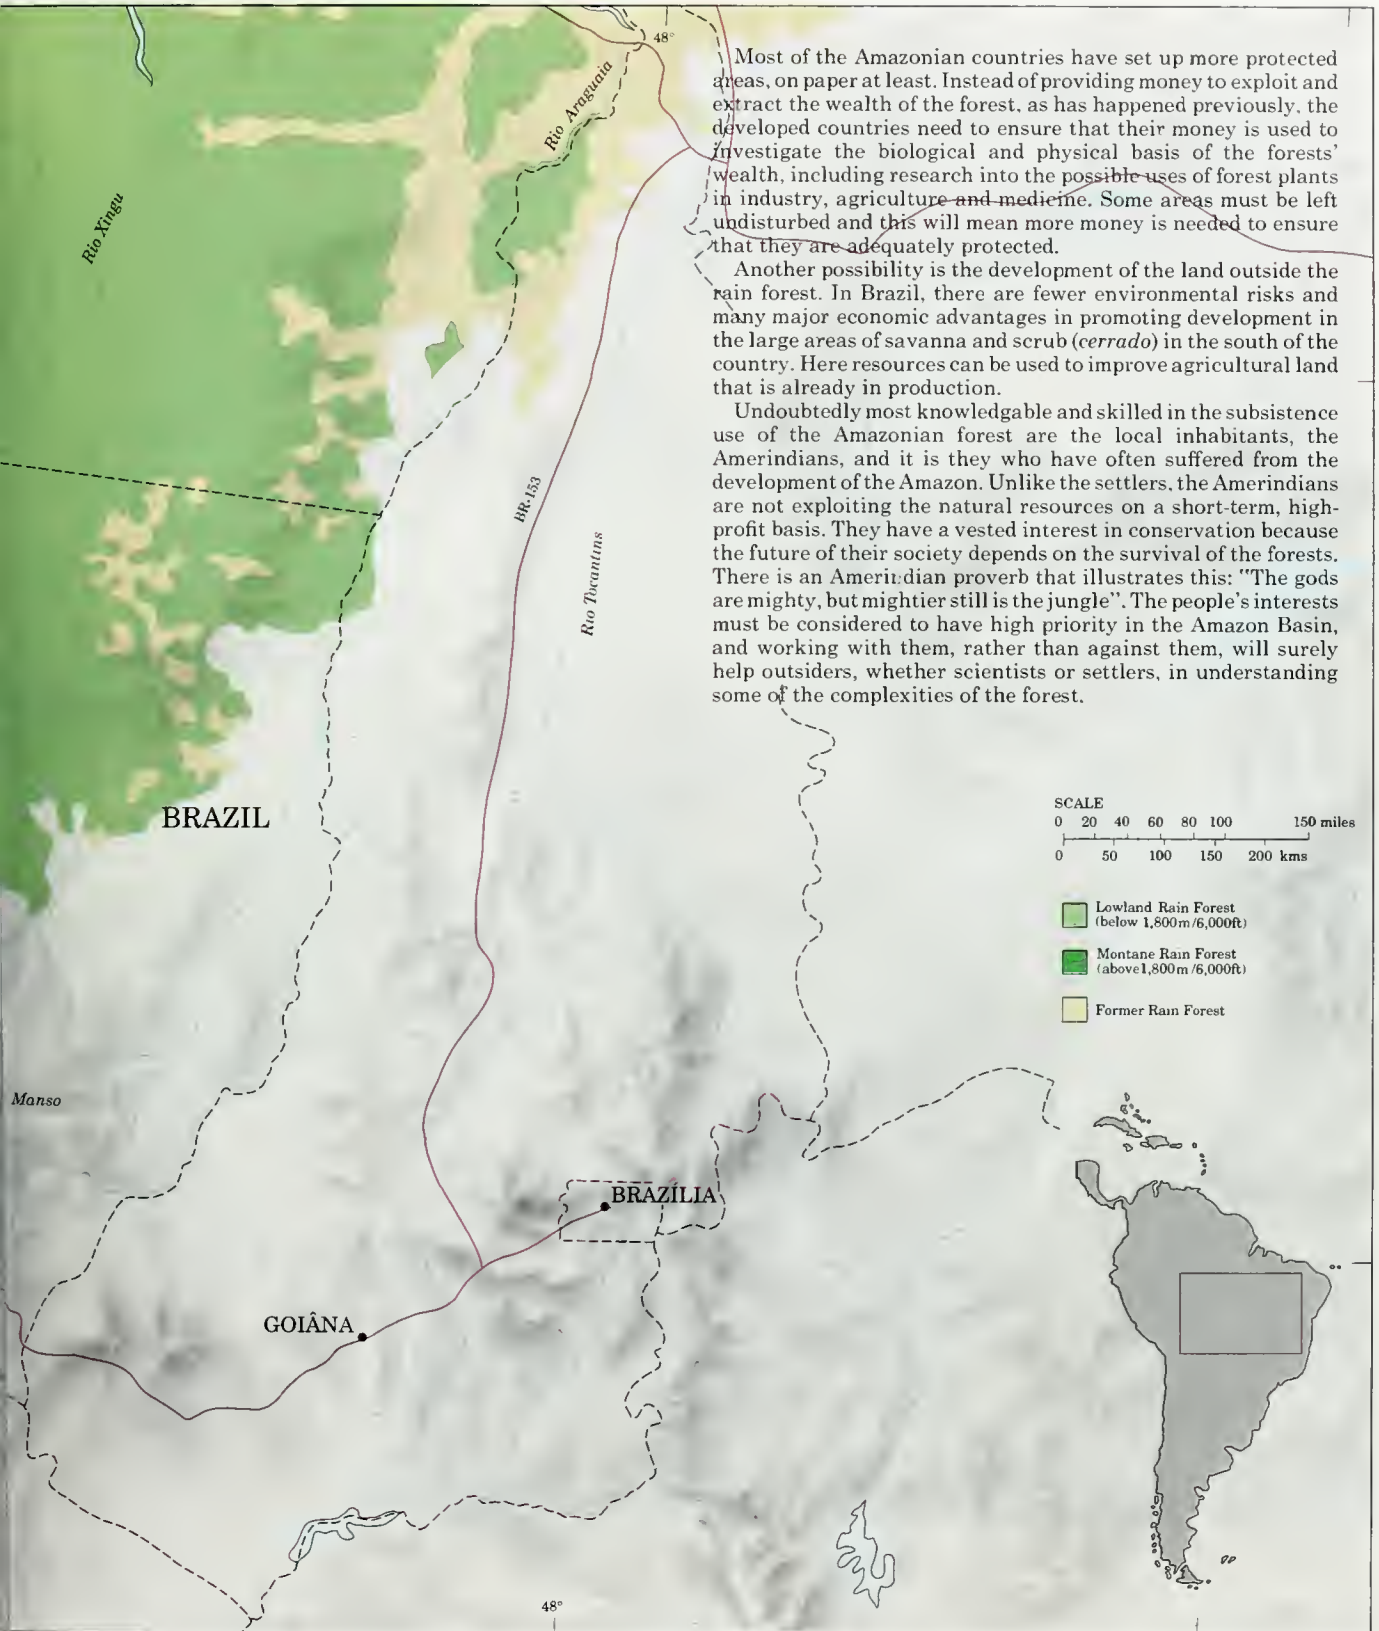 48°
Rio Araguaia
Rio Xingu
Most of the Amazonian countries have set up more protected
areas, on paper at least. Instead of providing money to exploit and
extract the wealth of the forest, as has happened previously, the
developed countries need to ensure that their money is used to
investigate the biological and physical basis of the forests'
wealth, including research into the possible uses of forest plants
in industry, agriculture and medicine. Some areas must be left
undisturbed and this will mean more money is needed to ensure
that they are adequately protected.
Another possibility is the development of the land outside the
rain forest. In Brazil, there are fewer environmental risks and
many major economic advantages in promoting development in
the large areas of savanna and scrub (cerrado) in the south of the
country. Here resources can be used to improve agricultural land
that is already in production.
Undoubtedly most knowledgable and skilled in the subsistence
use of the Amazonian forest are the local inhabitants, the
Amerindians, and it is they who have often suffered from the
development of the Amazon. Unlike the settlers, the Amerindians
are not exploiting the natural resources on a short-term, high-
profit basis. They have a vested interest in conservation because
the future of their society depends on the survival of the forests.
There is an Amerindian proverb that illustrates this: "The gods
are mighty, but mightier still is the jungle". The people's interests
must be considered to have high priority in the Amazon Basin,
and working with them, rather than against them, will surely
help outsiders, whether scientists or settlers, in understanding
some of the complexities of the forest.
BR-153
Rio Tocantins
BRAZIL
SCALE
0 20 40 60 80 100 150 miles
0 50 100 150 200 kms
Lowland Rain Forest
(below 1,800m/6,000ft)
Montane Rain Forest
(above 1,800m/6,000ft)
Former Rain Forest
Manso
BRAZÍLIA
GOIÂNA
48°